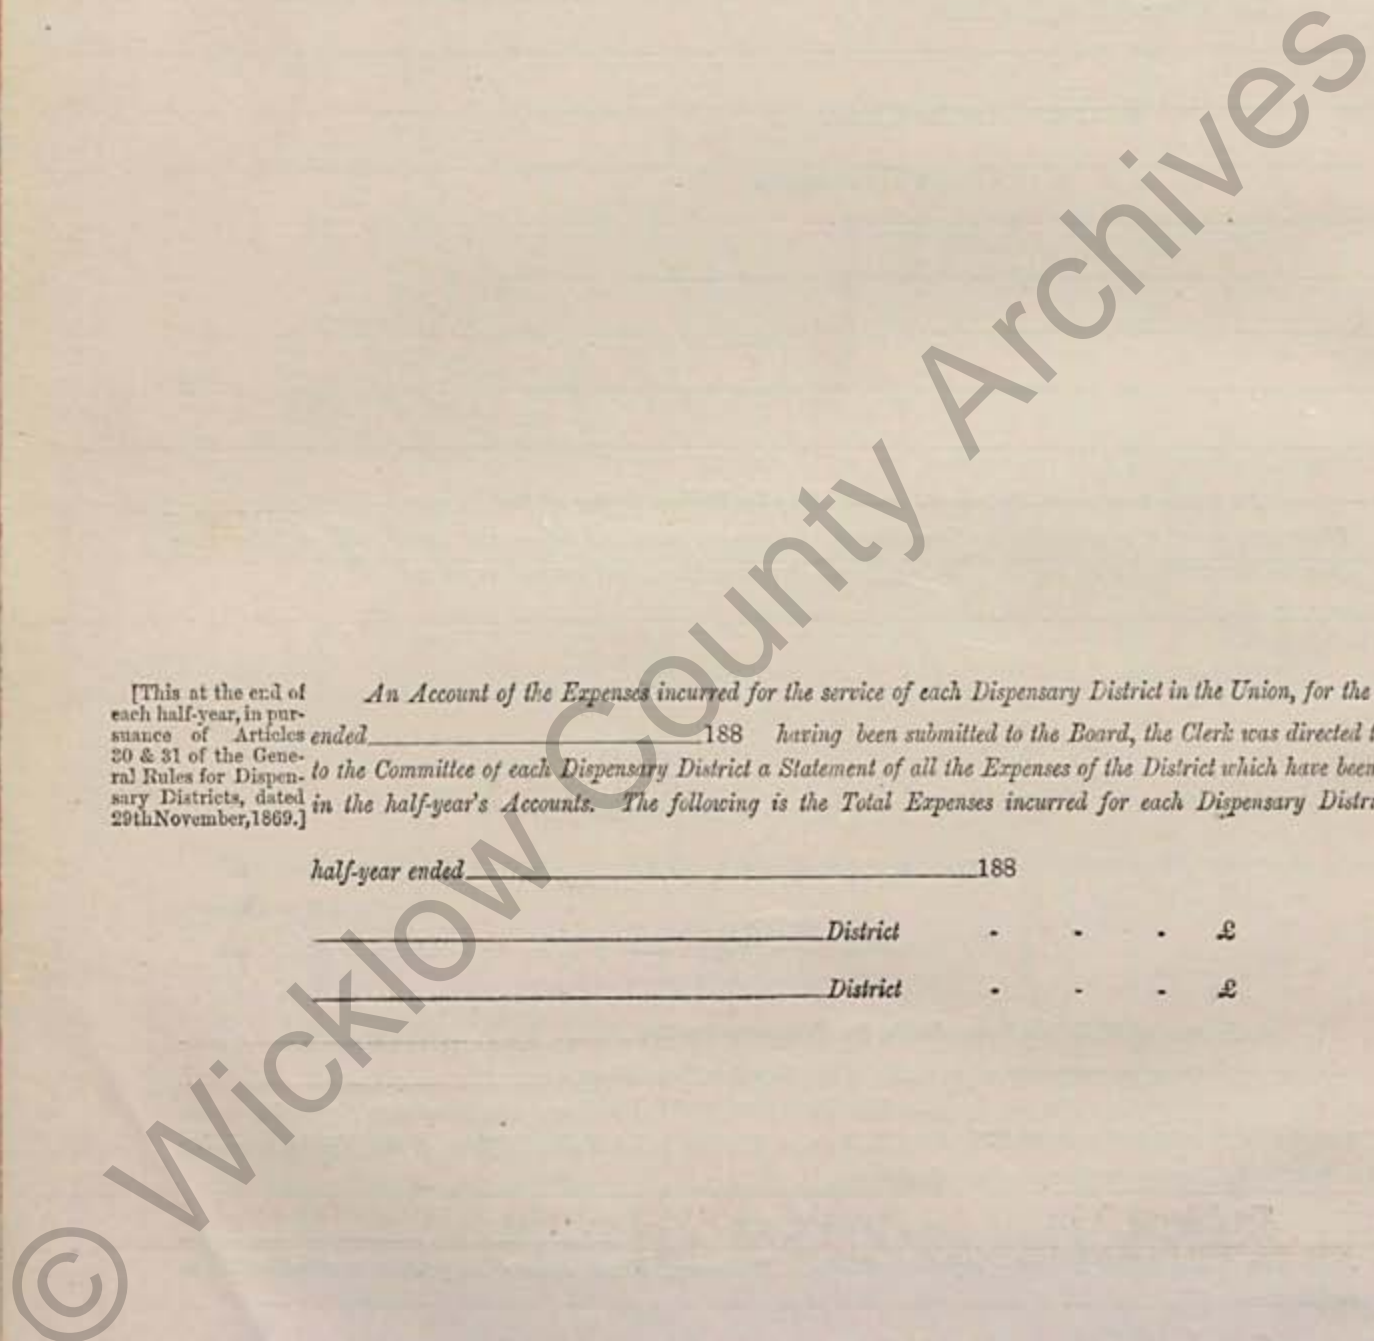 [This at the end of
each half-year, in pur-
suance of Articles
30 & 31 of the Gene-
ral Rules for Dispen-
sary Districts, dated
29thNovember,1869.]
An Account of the Expenses incurred for the service of each Dispensary District in the Union, for the
ended 188 having been submitted to the Board, the Clerk was directed
to the Committee of each Dispensary District a Statement of all the Expenses of the District which have been
in the half-year's Accounts. The following is the Total Expenses incurred for each Dispensary Distr
half-year ended 188
District - - - £
District - - - £
© Wicklow County Archives